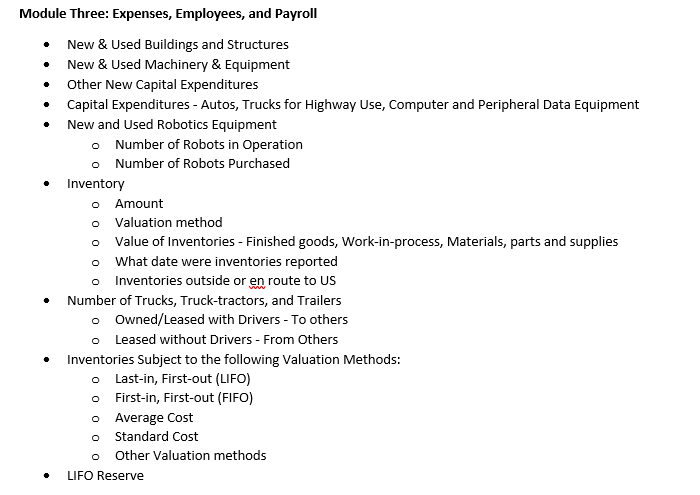 Module Three: Expenses, Employees, and Payroll
• New & Used Buildings and Structures
• New & Used Machinery & Equipment
• Other New Capital Expenditures
• Capital Expenditures - Autos, Trucks for Highway Use, Computer and Peripheral Data Equipment
• New and Used Robotics Equipment
o Number of Robots in Operation
o Number of Robots Purchased
• Inventory
o Amount
o Valuation method
o Value of Inventories - Finished goods, Work-in-process, Materials, parts and supplies
o What date were inventories reported
o Inventories outside or en route to US
• Number of Trucks, Truck-tractors, and Trailers
o Owned/Leased with Drivers - To others
o Leased without Drivers - From Others
• Inventories Subject to the following Valuation Methods:
o Last-in, First-out (LIFO)
o First-in, First-out (FIFO)
o Average Cost
o Standard Cost
o Other Valuation methods
• LIFO Reserve